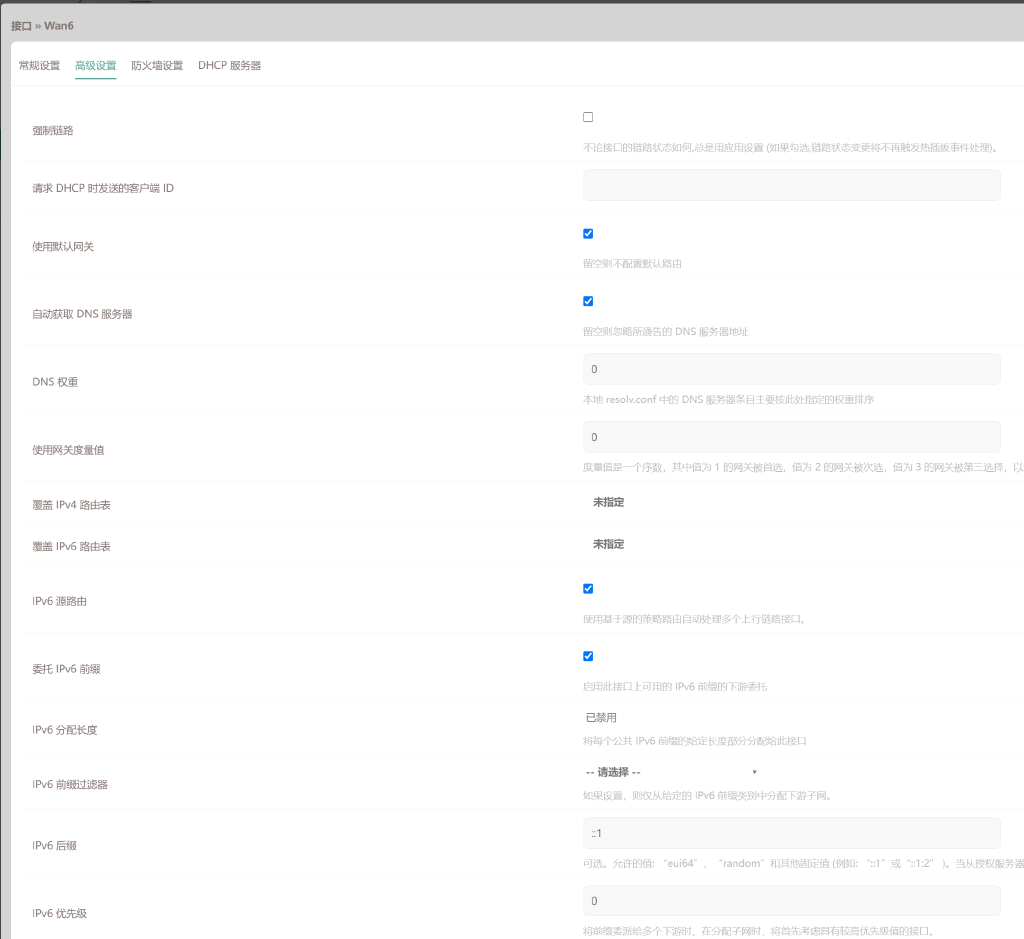 接口 » Wan6
常规设置 高级设置 防火墙设置 DHCP 服务器
强制链路
不论接口的链路状态如何,总是用应用设置 (如果勾选,链路状态变更将不再触发热插拔事件处理)。
请求 DHCP 时发送的客户端 ID
使用默认网关
留空则不配置默认路由
自动获取 DNS 服务器
留空则忽略所通告的 DNS 服务器地址
DNS 权重
0
本地 resolv.conf 中的 DNS 服务器条目主要按此处指定的权重排序
使用网关度量值
0
度量值是一个序数，其中值为 1 的网关被首选，值为 2 的网关被次选，值为 3 的网关被第三选择，以
覆盖 IPv4 路由表
未指定
覆盖 IPv6 路由表
未指定
IPv6 源路由
使用基于源的策略路由自动处理多个上行链路接口。
委托 IPv6 前缀
启用此接口上可用的 IPv6 前缀的下游委托
IPv6 分配长度
已禁用
将每个公共 IPv6 前缀的给定长度部分分配给此接口
IPv6 前缀过滤器
-- 请选择 --
如果设置，则仅从给定的 IPv6 前缀类别中分配下游子网。
IPv6 后缀
::1
可选。允许的值: “eui64” 、 “random” 和其他固定值 (例如: “::1” 或 “::1:2” )。当从授权服务器
IPv6 优先级
0
将前缀委派给多个下游时，在分配子网时，将首先考虑具有较高优先级值的接口。